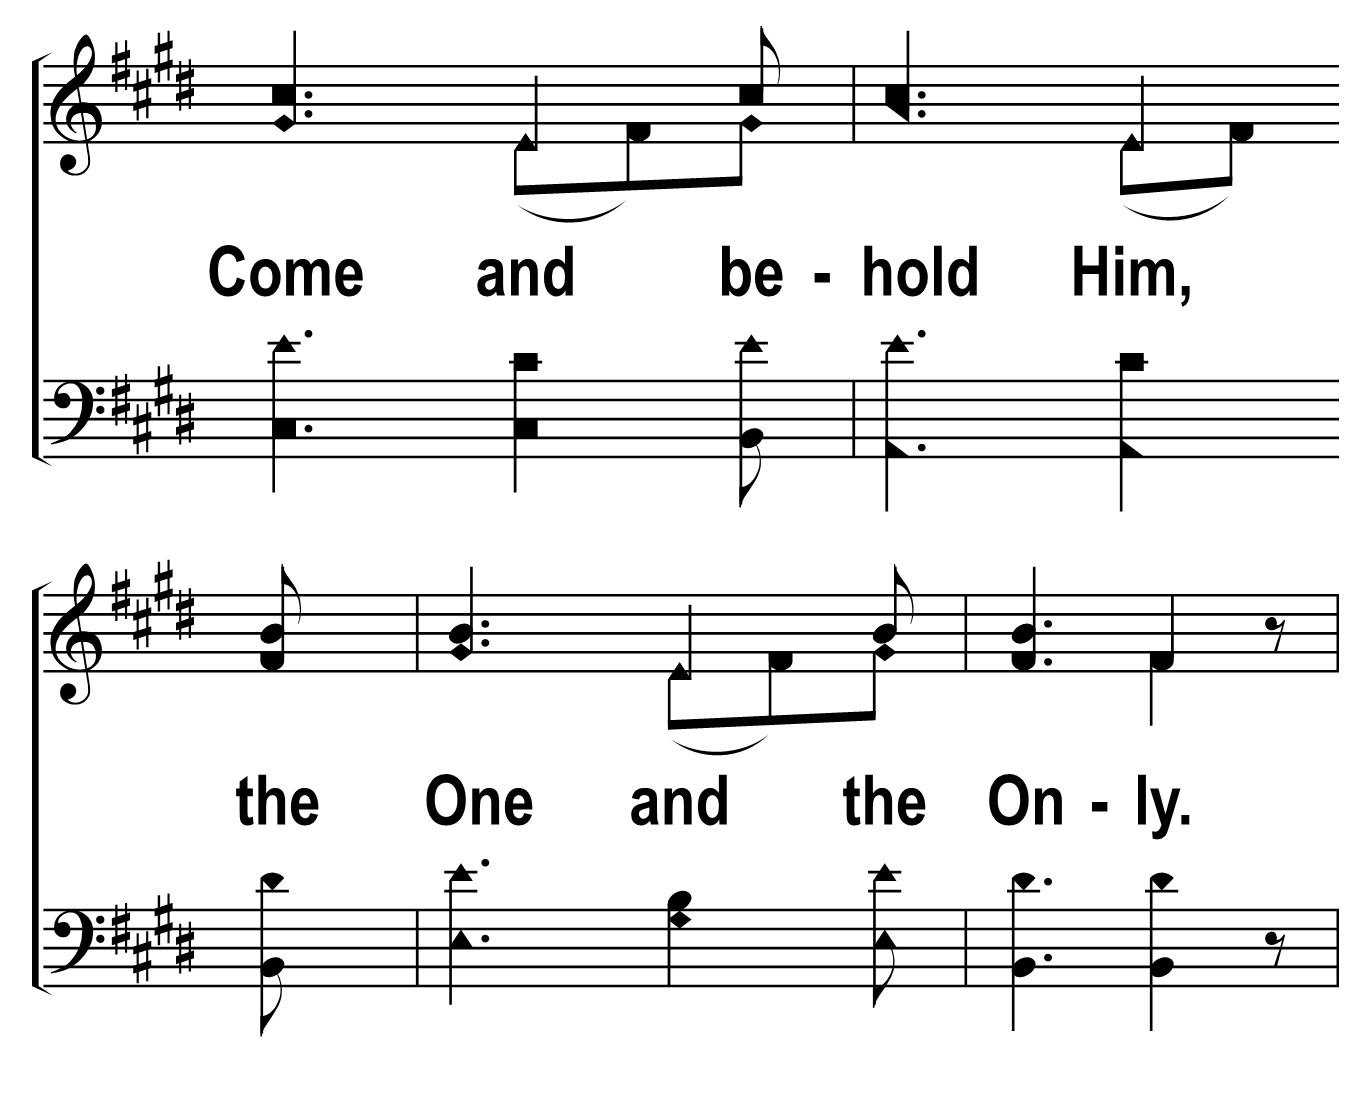 Come and be - hold Him,
the One and the On - ly.